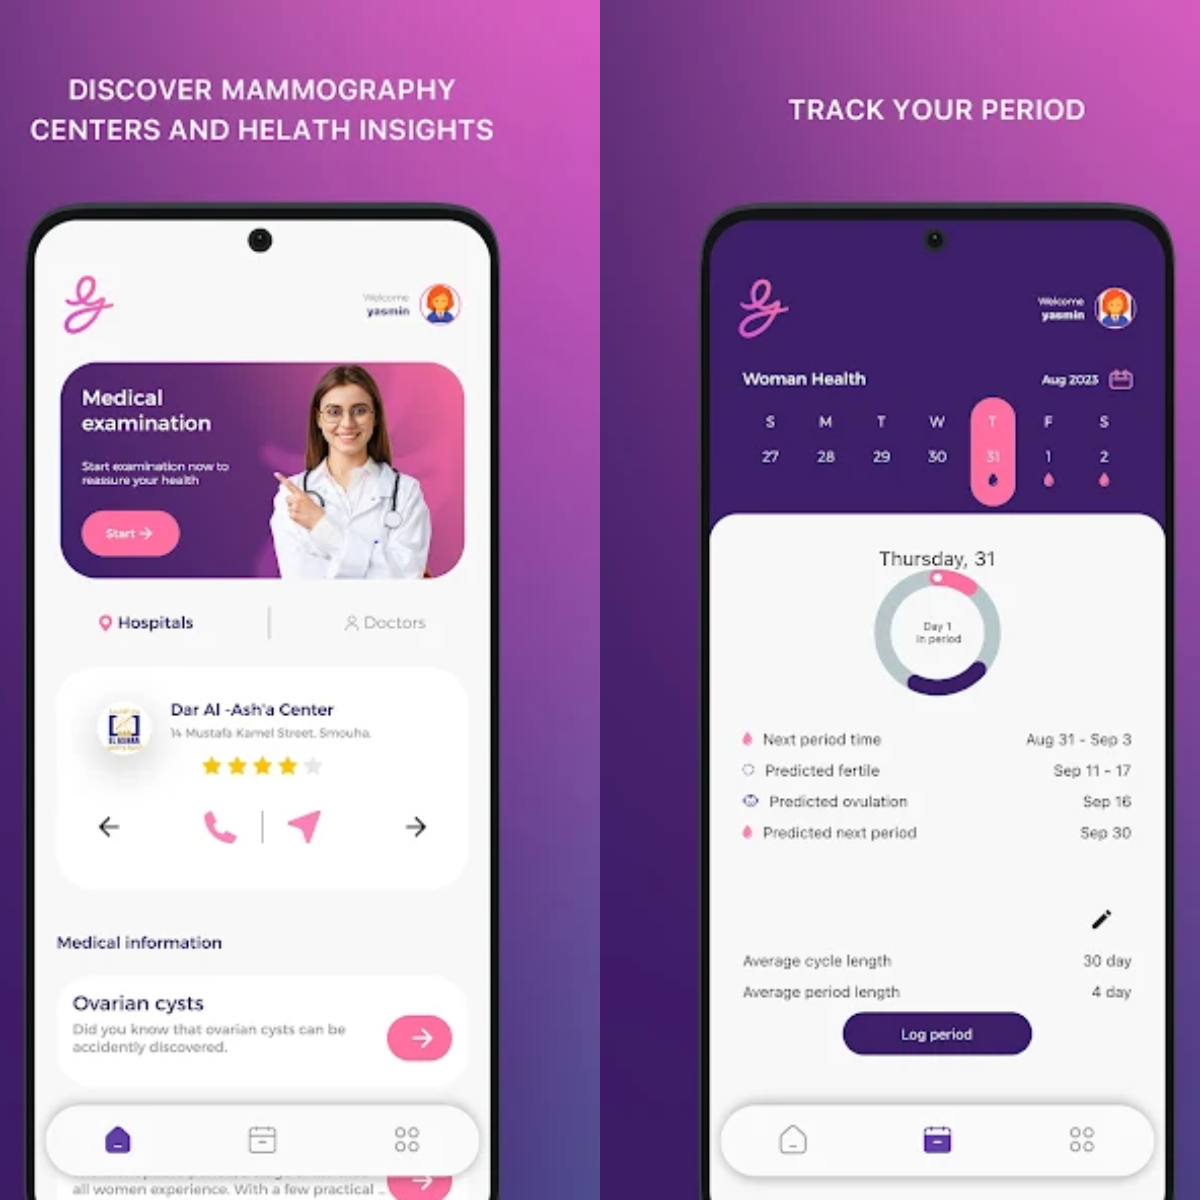 DISCOVER MAMMOGRAPHY
CENTERS AND HELATH INSIGHTS
Welcome
yasmin
Medical
examination
Start examination now to
reassure your health
Start
Hospitals
Doctors
Dar Al -Ash'a Center
14 Mustafa Kamel Street, Smouha,
Medical information
Ovarian cysts
Did you know that ovarian cysts can be
accidently discovered.
all women experience. With a few practical ...
TRACK YOUR PERIOD
Welcome
yasmin
Woman Health
Aug 2023
S M T W T F S
27 28 29 30 31 1 2
Thursday, 31
Day 1
in period
Next period time Aug 31 - Sep 3
Predicted fertile Sep 11 - 17
Predicted ovulation Sep 16
Predicted next period Sep 30
Average cycle length 30 day
Average period length 4 day
Log period